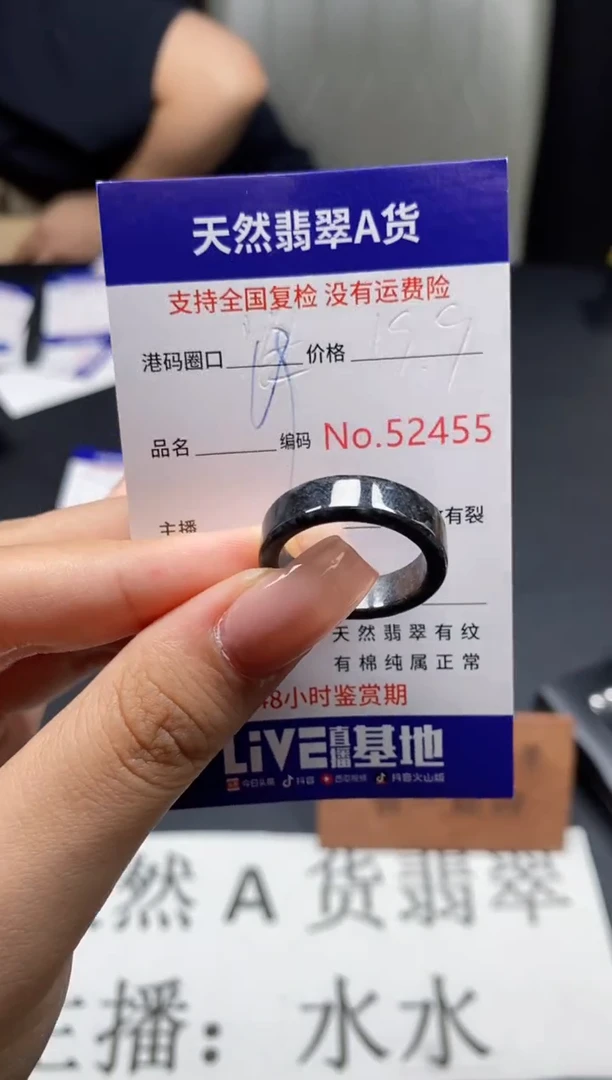 天然翡翠A货
支持全国复检 没有运费险
港码圈口 价格 19.9
品名 编码 No.52455
主播 有裂
天然翡翠有纹
有棉纯属正常
48小时鉴赏期
LiVE直播基地
今日头条 抖音 西瓜视频 抖音火山版
然 A 货翡翠
主播：水水